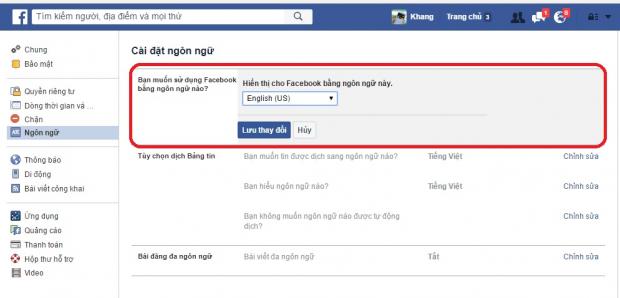 f
Tìm kiếm người, địa điểm và mọi thứ
Khang
Trang chủ 3
1
8
Chung
Bảo mật
Quyền riêng tư
Dòng thời gian và ...
Chặn
Ngôn ngữ
Thông báo
Di động
Bài viết công khai
Ứng dụng
Quảng cáo
Thanh toán
Hộp thư hỗ trợ
Video
Cài đặt ngôn ngữ
Bạn muốn sử dụng Facebook
bằng ngôn ngữ nào?
Hiển thị cho Facebook bằng ngôn ngữ này.
English (US)
Lưu thay đổi Hủy
Tùy chọn dịch Bảng tin Bạn muốn tin được dịch sang ngôn ngữ nào? Tiếng Việt Chỉnh sửa
Bạn hiểu ngôn ngữ nào? Tiếng Việt Chỉnh sửa
Bạn không muốn ngôn ngữ nào được tự động
dịch?
Chỉnh sửa
Bài đăng đa ngôn ngữ Bài viết đa ngôn ngữ Tắt Chỉnh sửa